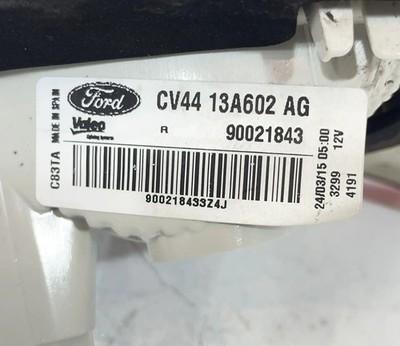 MADE IN SPAIN
C83TA
Ford
Valeo
CV44 13A602 AG
R 90021843
900218433Z4J
24/03/15 05:00
3299 12V
4191